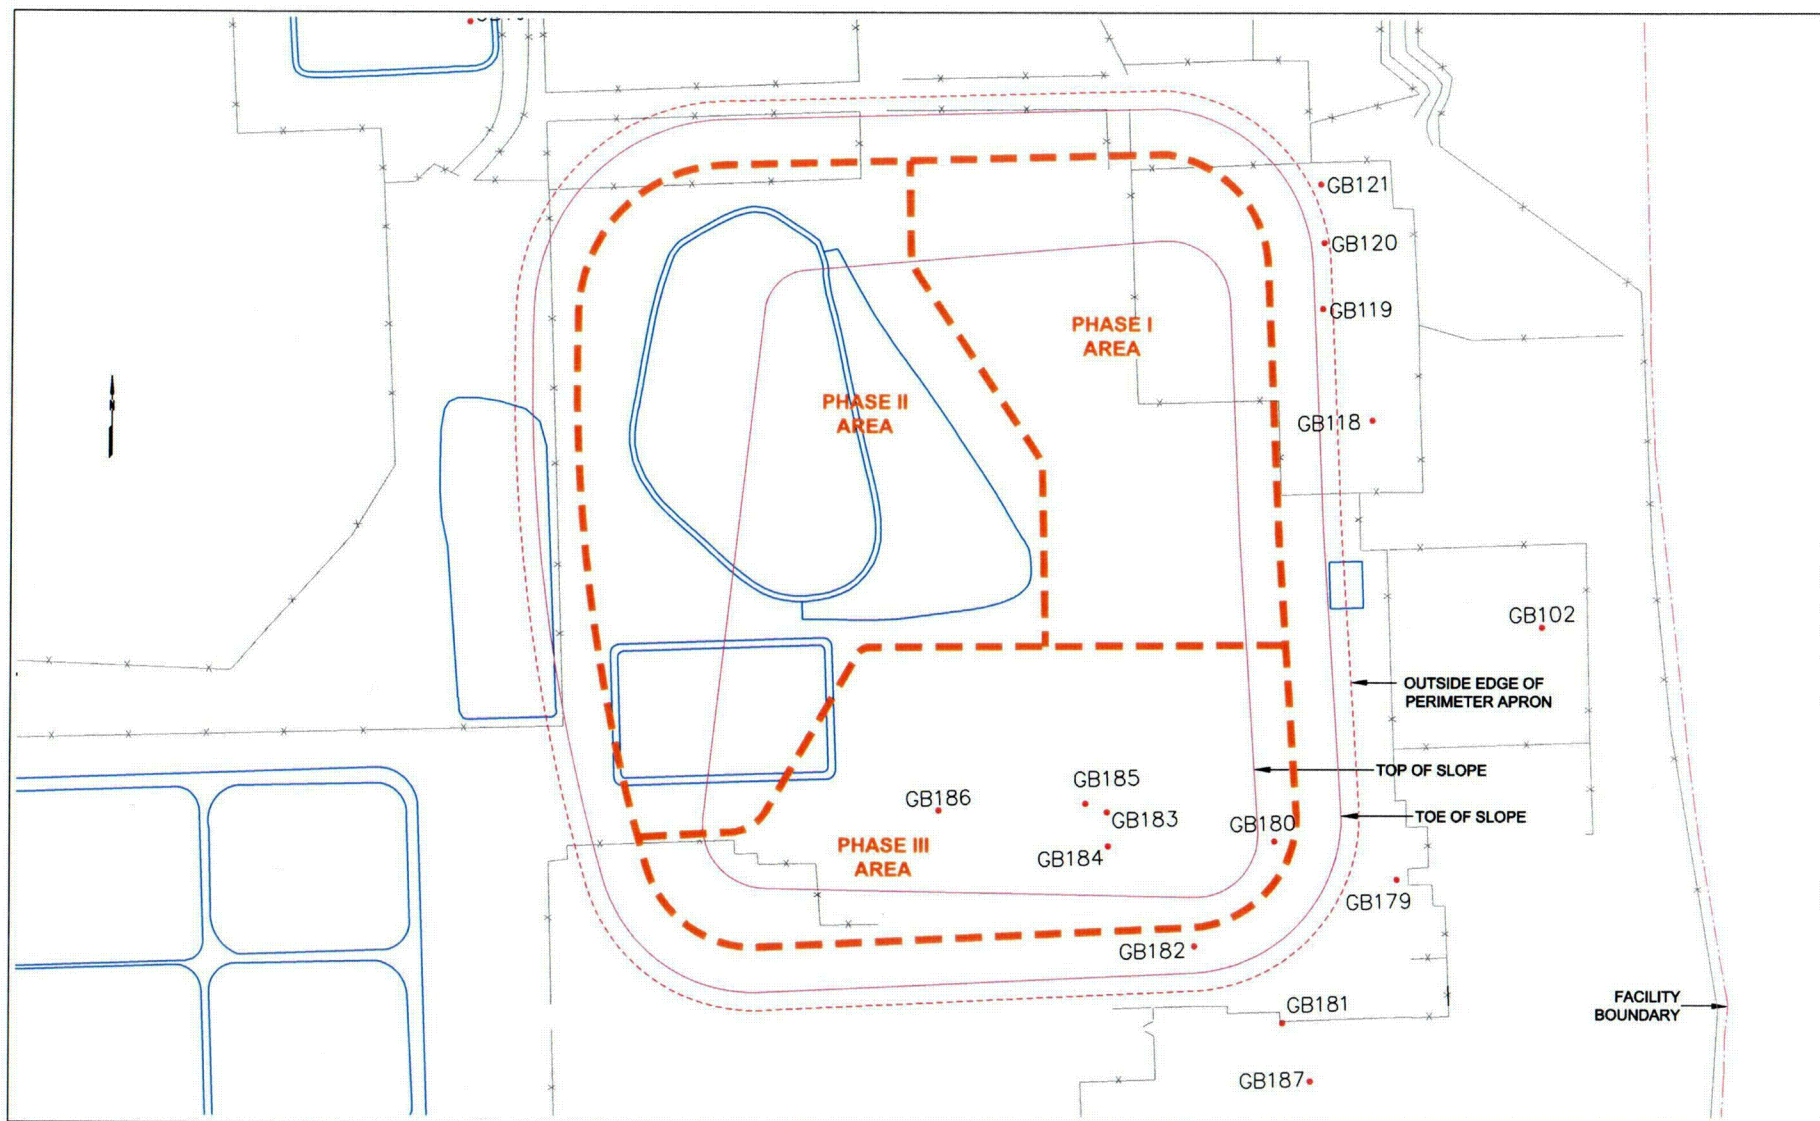 GB121
GB120
GB119
PHASE I
AREA
PHASE II
AREA
GB118
N
GB102
OUTSIDE EDGE OF
PERIMETER APRON
TOP OF SLOPE
GB185
GB186
GB183
GB180
TOE OF SLOPE
PHASE III
AREA
GB184
GB179
GB182
GB181
FACILITY
BOUNDARY
GB187